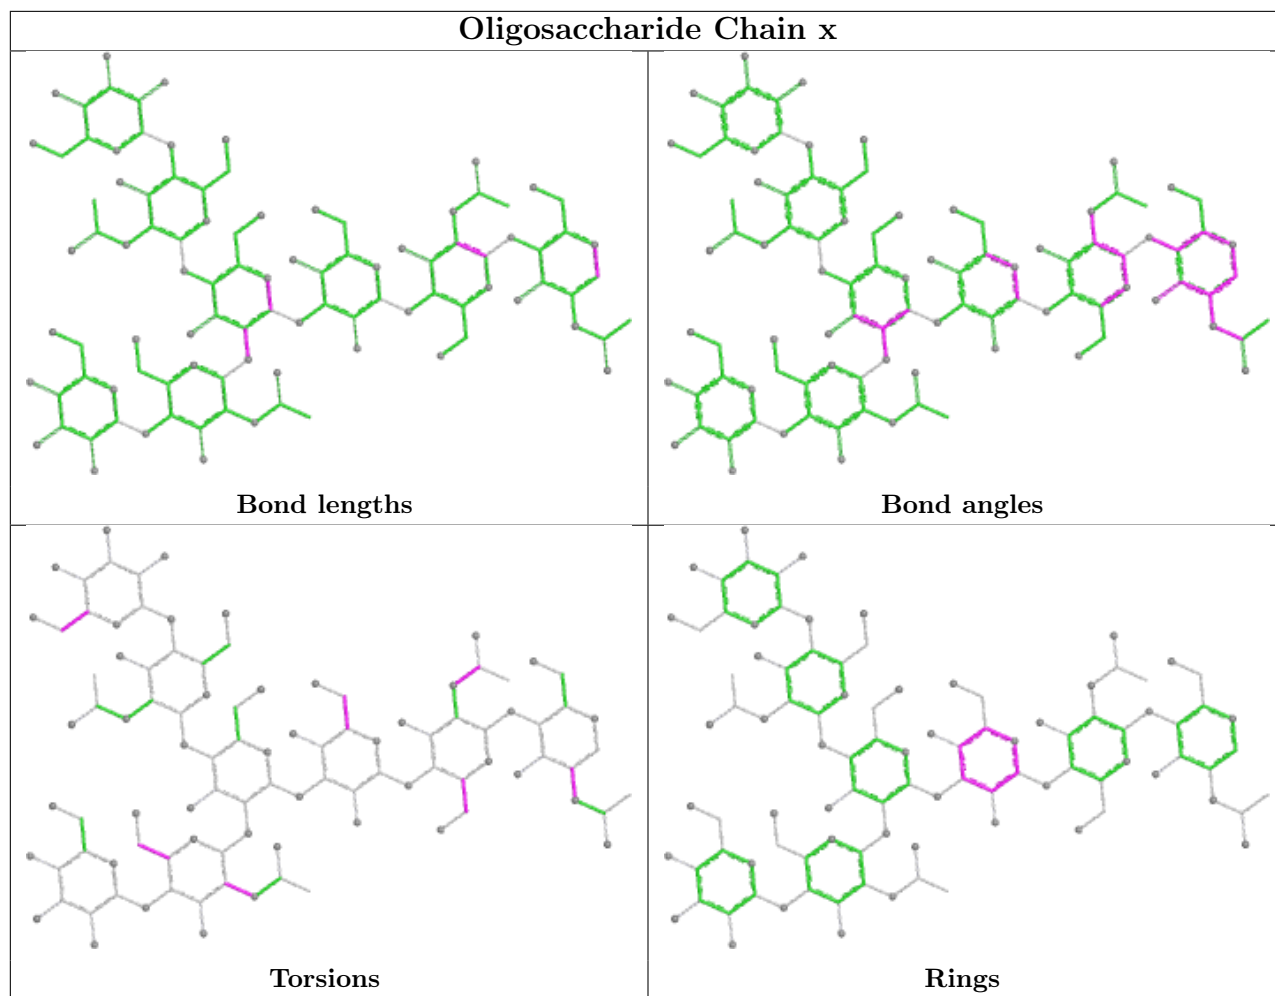 Oligosaccharide Chain x
Bond lengths
Bond angles
Torsions
Rings